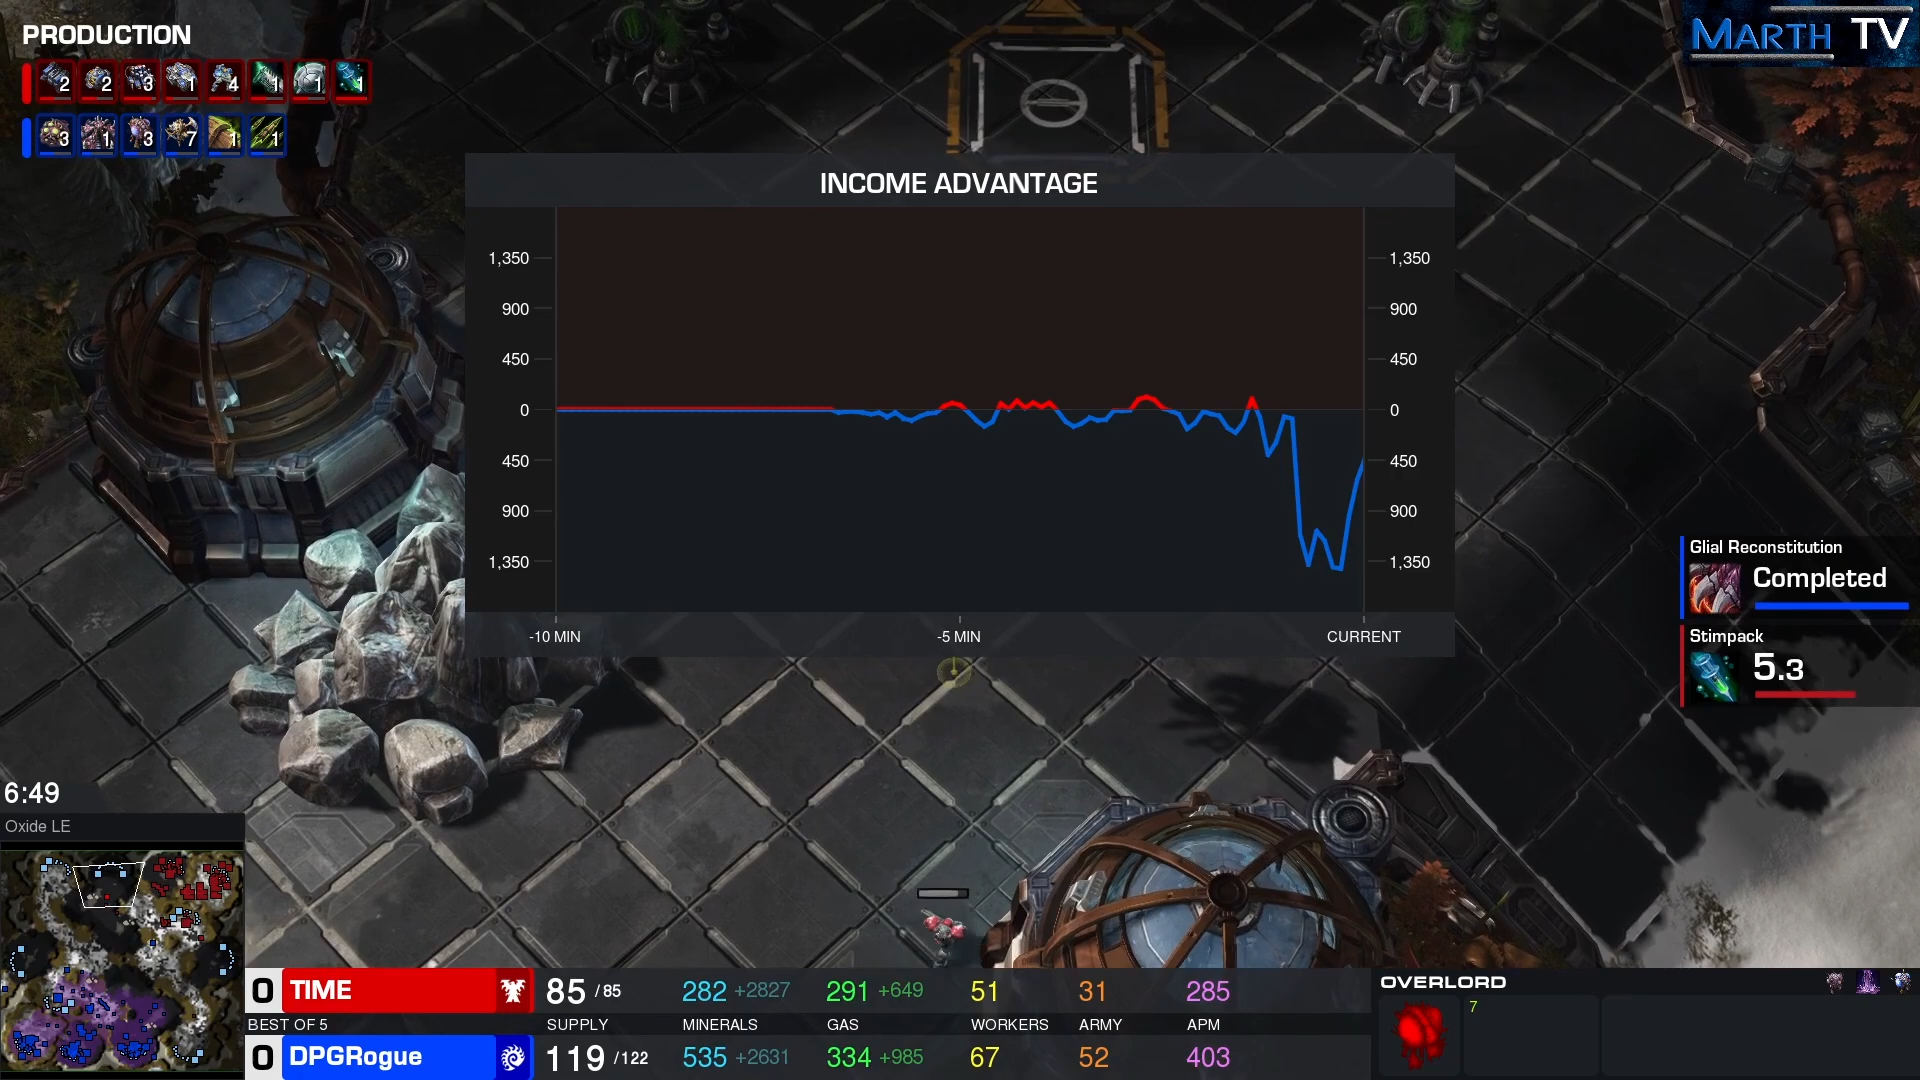 PRODUCTION
2 2 3 1 4 1 1 1
3 1 3 7 1 1
MARTH TV
INCOME ADVANTAGE
1,350 1,350
900 900
450 450
0 0
450 450
900 900
1,350 1,350
-10 MIN -5 MIN CURRENT
Glial Reconstitution
Completed
Stimpack
5.3
6:49
Oxide LE
0 TIME 85 /85 282 +2827 291 +649 51 31 285
BEST OF 5 SUPPLY MINERALS GAS WORKERS ARMY APM
0 DPGRogue 119 /122 535 +2631 334 +985 67 52 403
OVERLORD
7